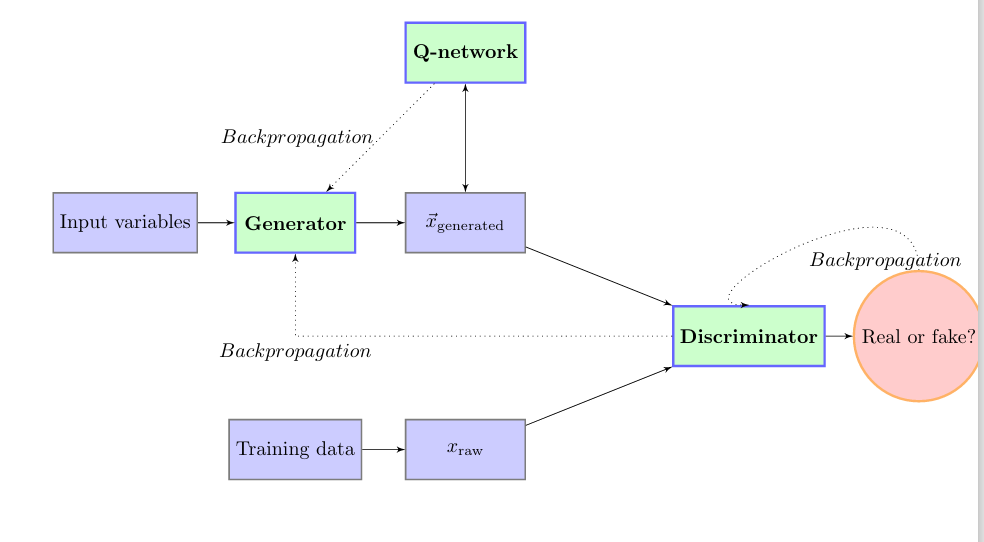 Q-network
Backpropagation
Input variables
Generator
$\vec{x}_{\text{generated}}$
Backpropagation
Discriminator
Real or fake?
Backpropagation
Training data
$x_{\text{raw}}$